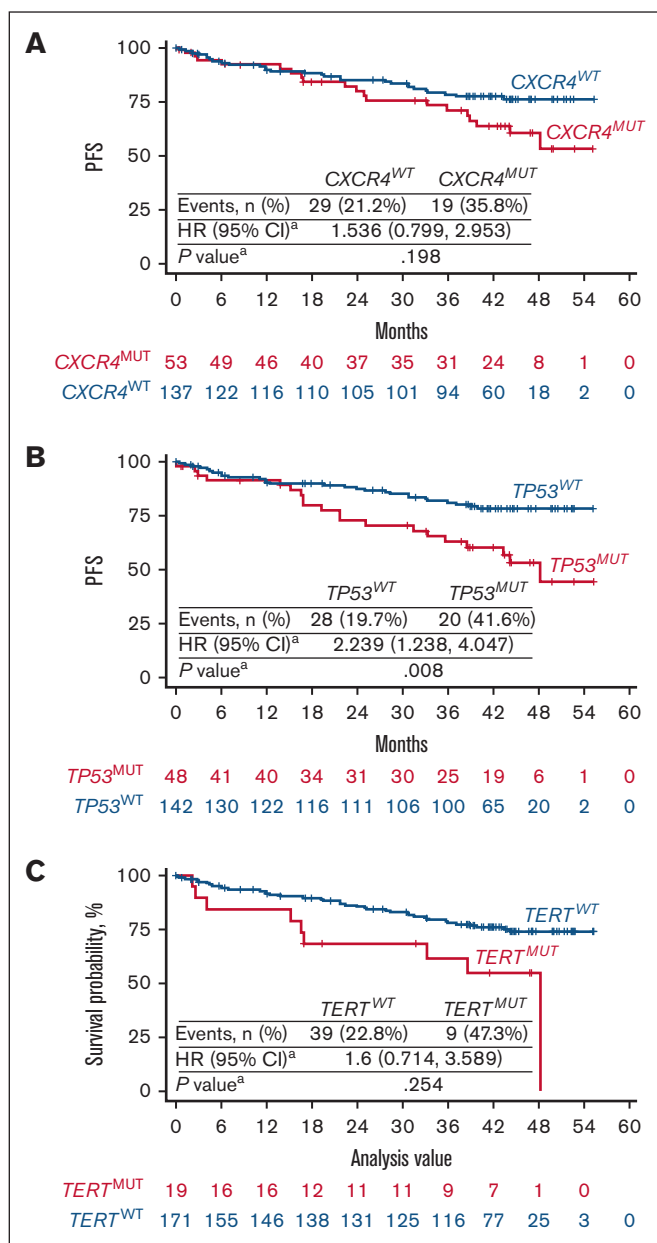 A
100
75
50
25
0
PFS
CXCR4WT
CXCR4MUT
CXCR4WT CXCR4MUT
Events, n (%) 29 (21.2%) 19 (35.8%)
HR (95% CI)a 1.536 (0.799, 2.953)
P valuea .198
0 6 12 18 24 30 36 42 48 54 60
Months
CXCR4MUT 53 49 46 40 37 35 31 24 8 1 0
CXCR4WT 137 122 116 110 105 101 94 60 18 2 0
B
100
75
50
25
0
PFS
TP53WT
TP53MUT
TP53WT TP53MUT
Events, n (%) 28 (19.7%) 20 (41.6%)
HR (95% CI)a 2.239 (1.238, 4.047)
P valuea .008
0 6 12 18 24 30 36 42 48 54 60
Months
TP53MUT 48 41 40 34 31 30 25 19 6 1 0
TP53WT 142 130 122 116 111 106 100 65 20 2 0
C
100
75
50
25
0
Survival probability, %
TERTWT
TERTMUT
TERTWT TERTMUT
Events, n (%) 39 (22.8%) 9 (47.3%)
HR (95% CI)a 1.6 (0.714, 3.589)
P valuea .254
0 6 12 18 24 30 36 42 48 54 60
Analysis value
TERTMUT 19 16 16 12 11 11 9 7 1 0
TERTWT 171 155 146 138 131 125 116 77 25 3 0